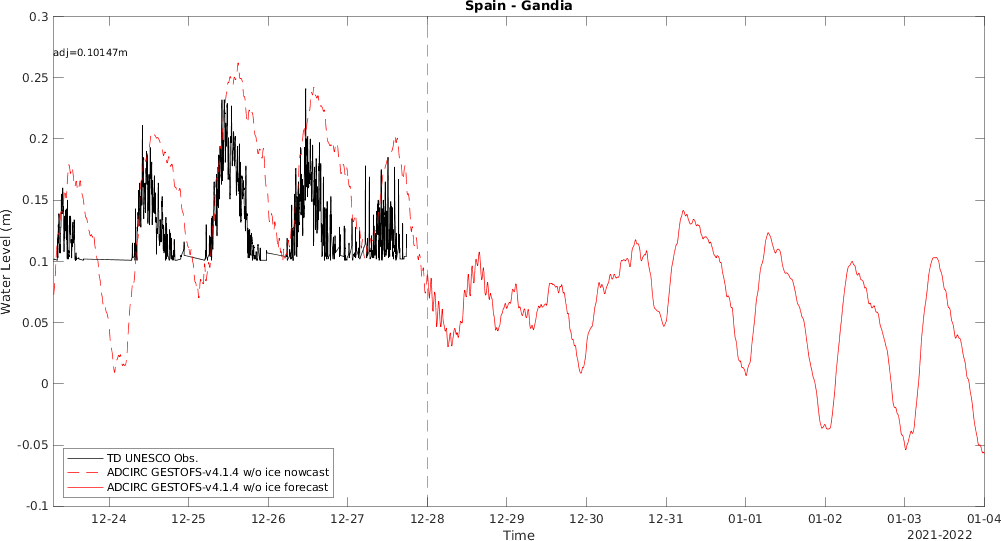 Spain - Gandia
adj=0.10147m
0.3
0.25
0.2
0.15
0.1
0.05
0
-0.05
-0.1
Water Level (m)
TD UNESCO Obs.
ADCIRC GESTOFS-v4.1.4 w/o ice nowcast
ADCIRC GESTOFS-v4.1.4 w/o ice forecast
12-24 12-25 12-26 12-27 12-28 12-29 12-30 12-31 01-01 01-02 01-03 01-04
Time
2021-2022